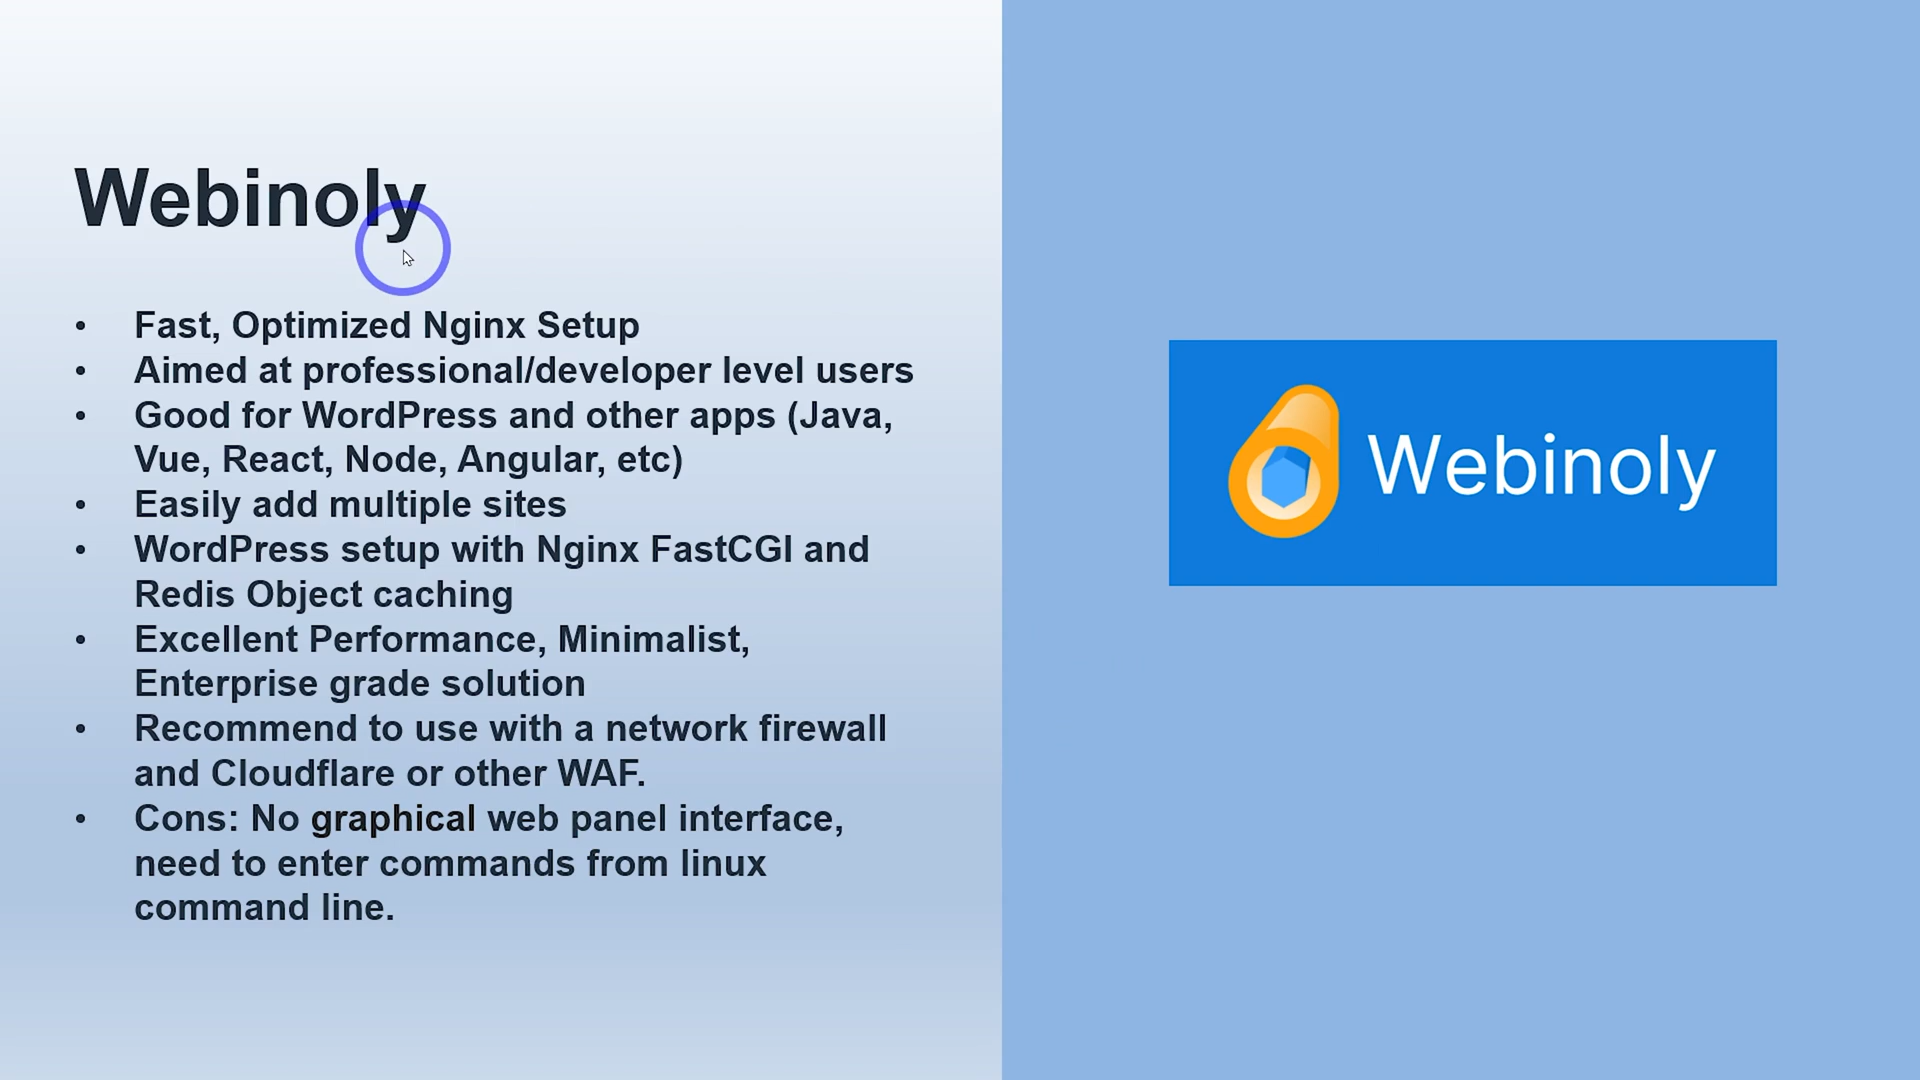 Webinoly
• Fast, Optimized Nginx Setup
• Aimed at professional/developer level users
• Good for WordPress and other apps (Java,
Vue, React, Node, Angular, etc)
• Easily add multiple sites
• WordPress setup with Nginx FastCGI and
Redis Object caching
• Excellent Performance, Minimalist,
Enterprise grade solution
• Recommend to use with a network firewall
and Cloudflare or other WAF.
• Cons: No graphical web panel interface,
need to enter commands from linux
command line.
Webinoly